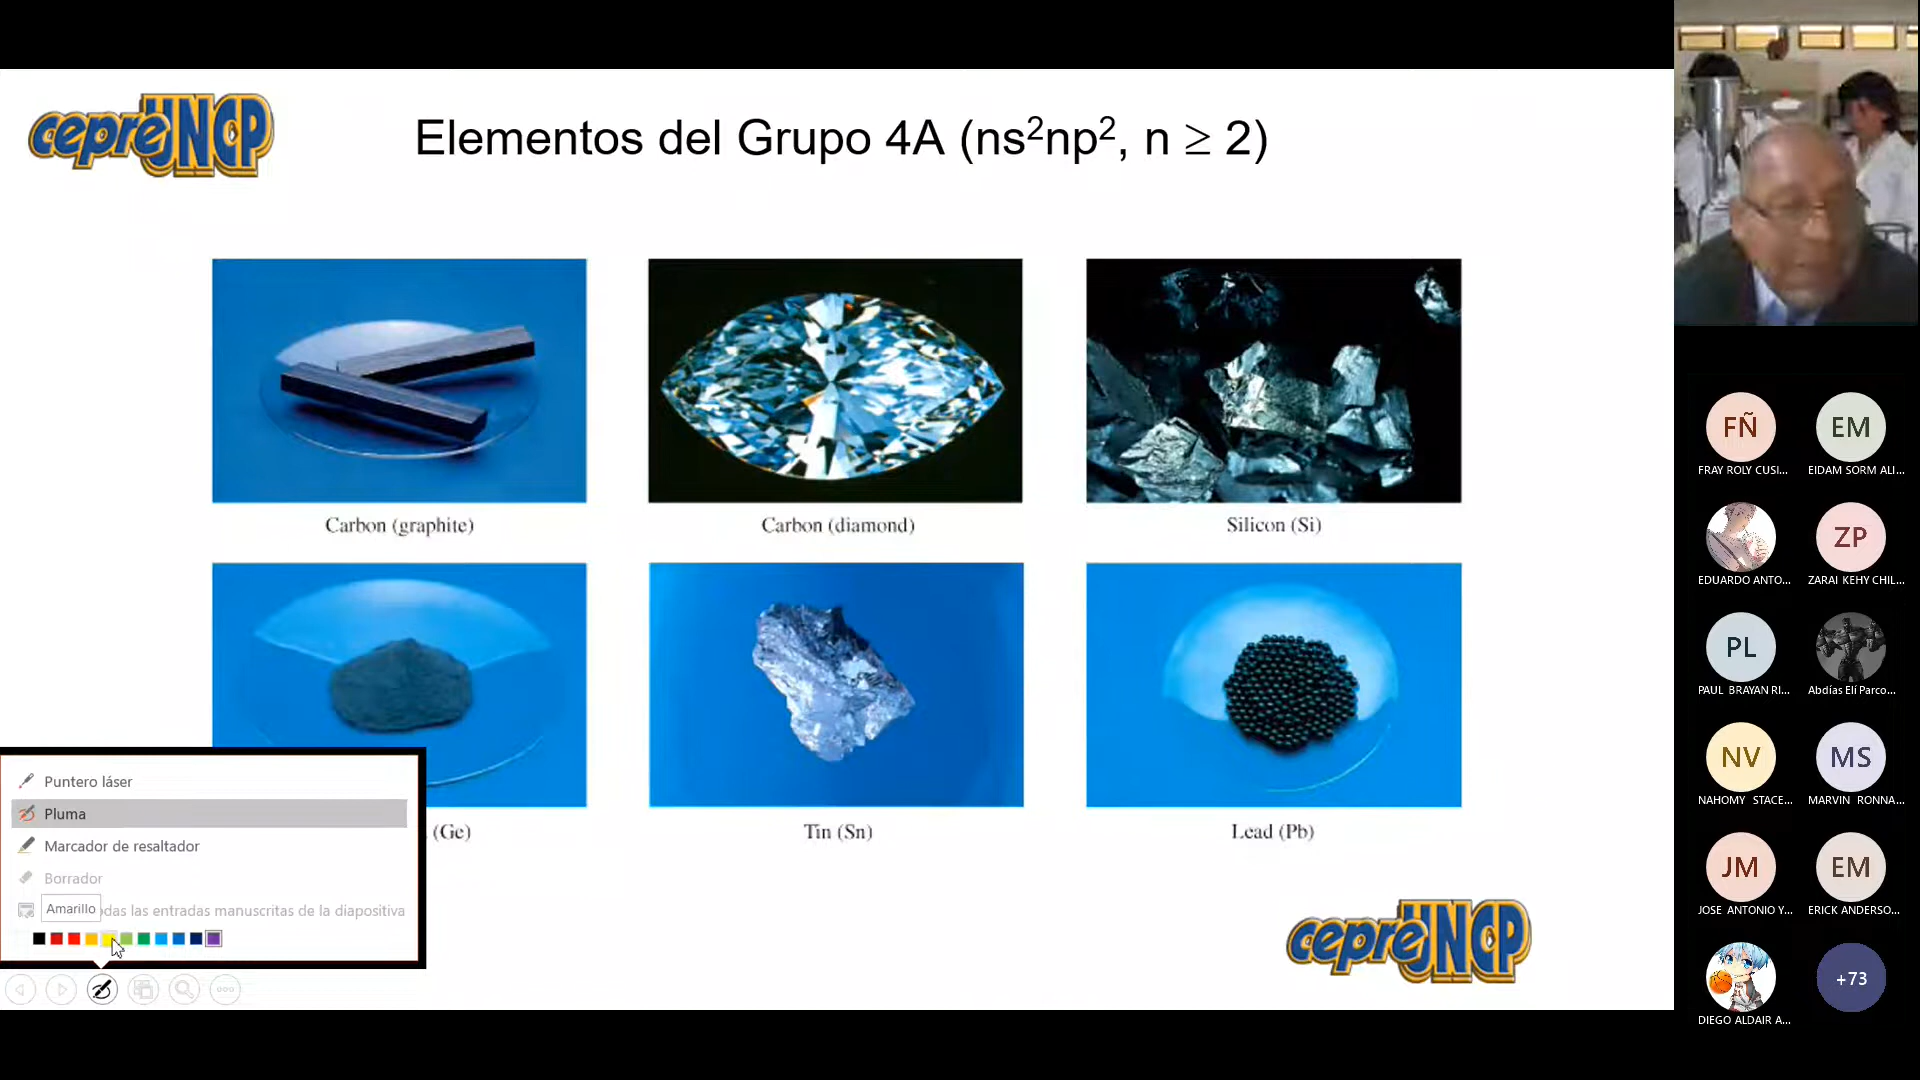 cepreUNCP
Elementos del Grupo 4A (ns²np², n ≥ 2)
Carbon (graphite)
Carbon (diamond)
Silicon (Si)
(Ge)
Tin (Sn)
Lead (Pb)
Puntero láser
Pluma
Marcador de resaltador
Borrador
Amarillo
odas las entradas manuscritas de la diapositiva
cepreUNCP
FÑ
EM
FRAY ROLY CUSI...
EIDAM SORM ALI...
ZP
EDUARDO ANTO...
ZARAI KEHY CHIL...
PL
PAUL BRAYAN RI...
Abdías Elí Parco...
NV
MS
NAHOMY STACE...
MARVIN RONNA...
JM
EM
JOSE ANTONIO Y...
ERICK ANDERSO...
+73
DIEGO ALDAIR A...